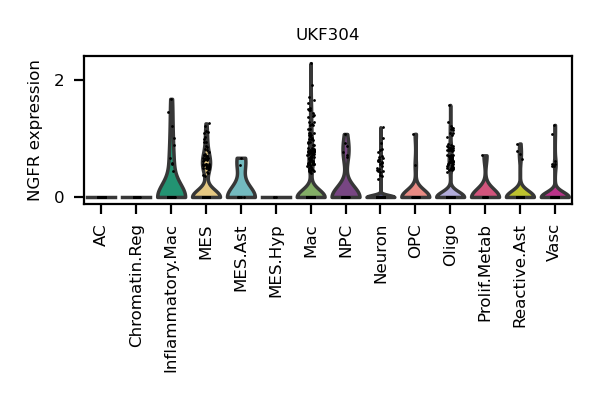 UKF304
NGFR expression
2
0
AC
Chromatin.Reg
Inflammatory.Mac
MES
MES.Ast
MES.Hyp
Mac
NPC
Neuron
OPC
Oligo
Prolif.Metab
Reactive.Ast
Vasc